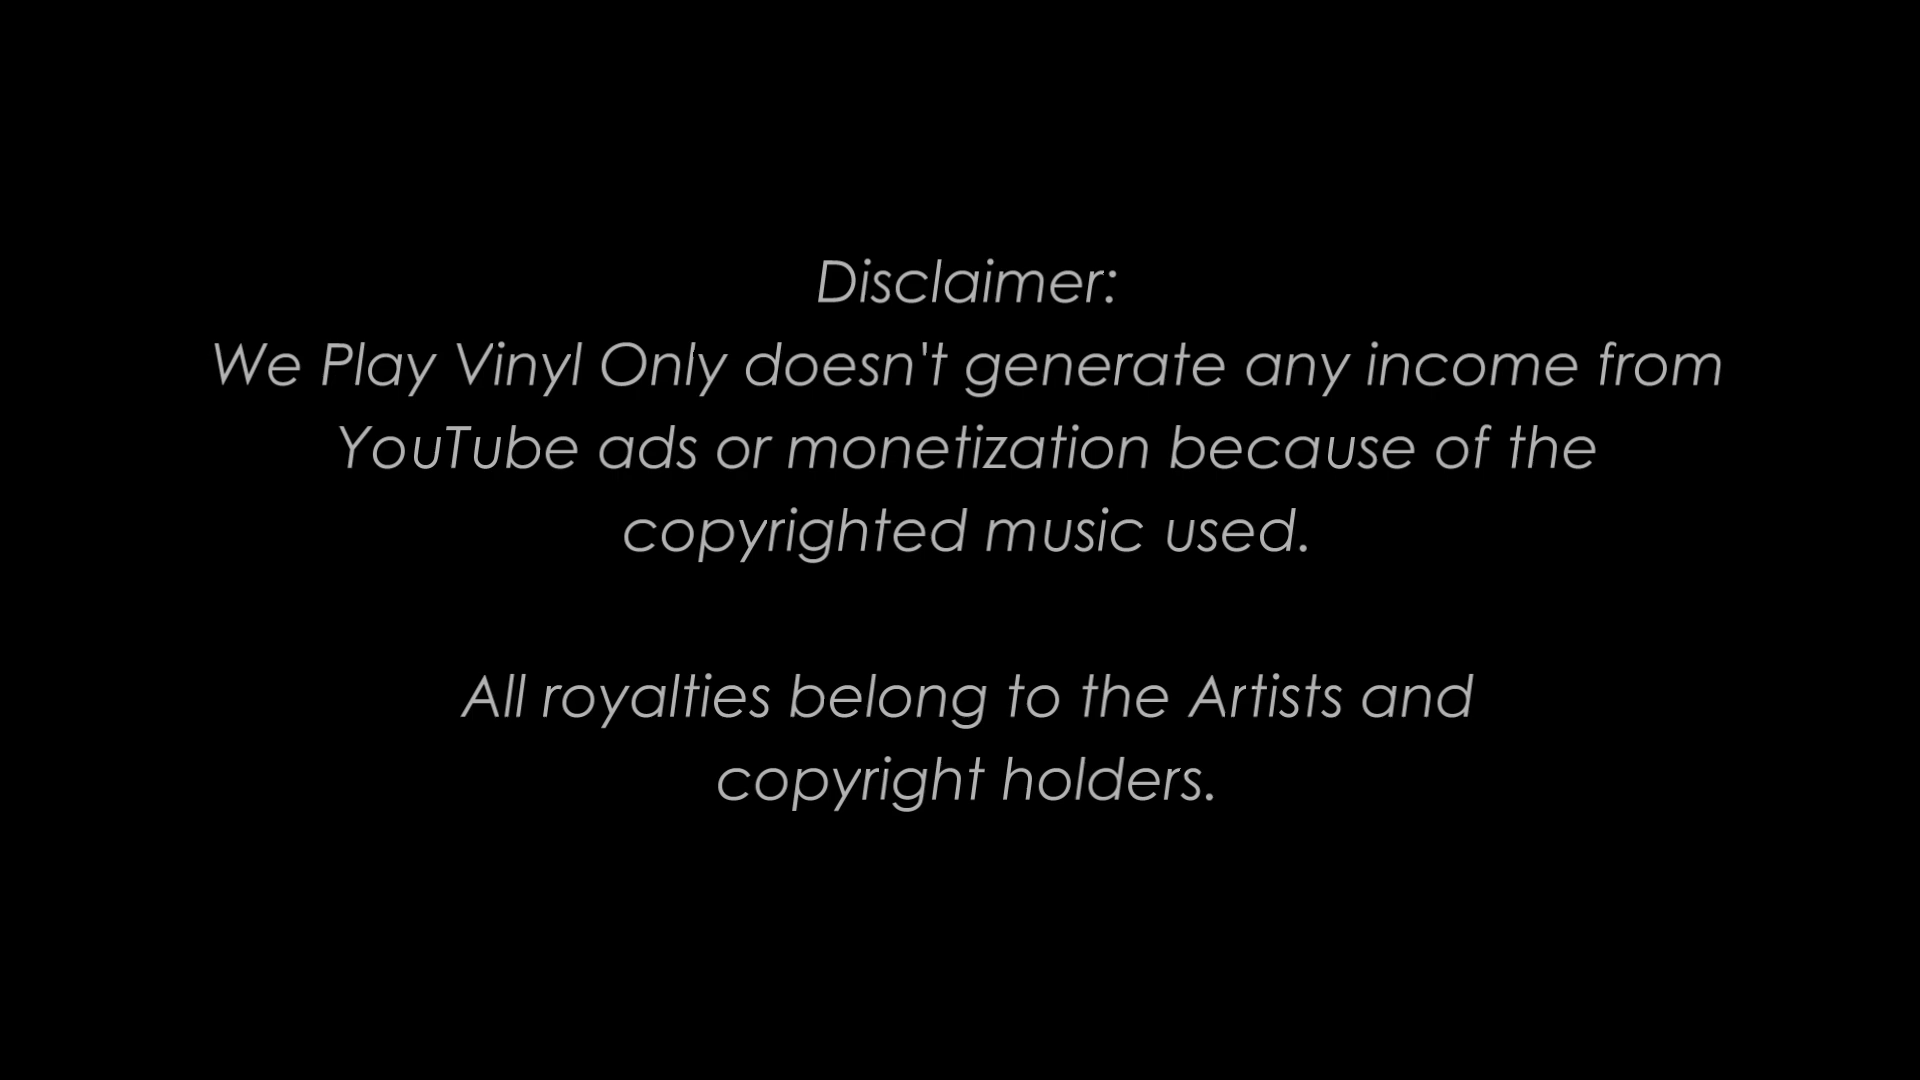 Disclaimer:
We Play Vinyl Only doesn't generate any income from
YouTube ads or monetization because of the
copyrighted music used.
All royalties belong to the Artists and
copyright holders.